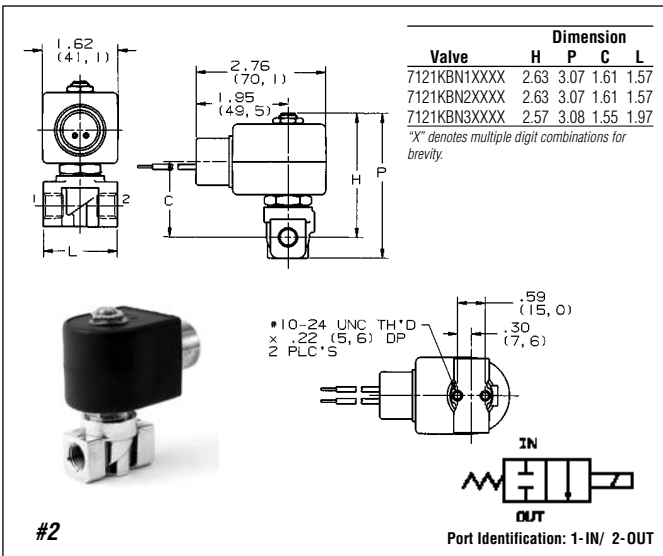 1.62
(41, 1)
2.76
(70, 1)
1.95
(49, 5)
1
2
L
C
H
P
Dimension
Valve H P C L
7121KBN1XXXX 2.63 3.07 1.61 1.57
7121KBN2XXXX 2.63 3.07 1.61 1.57
7121KBN3XXXX 2.57 3.08 1.55 1.97
"X" denotes multiple digit combinations for
brevity.
#10-24 UNC TH'D
x .22 (5,6) DP
2 PLC'S
.59
(15, 0)
.30
(7,6)
IN
OUT
#2
Port Identification: 1-IN/ 2-OUT